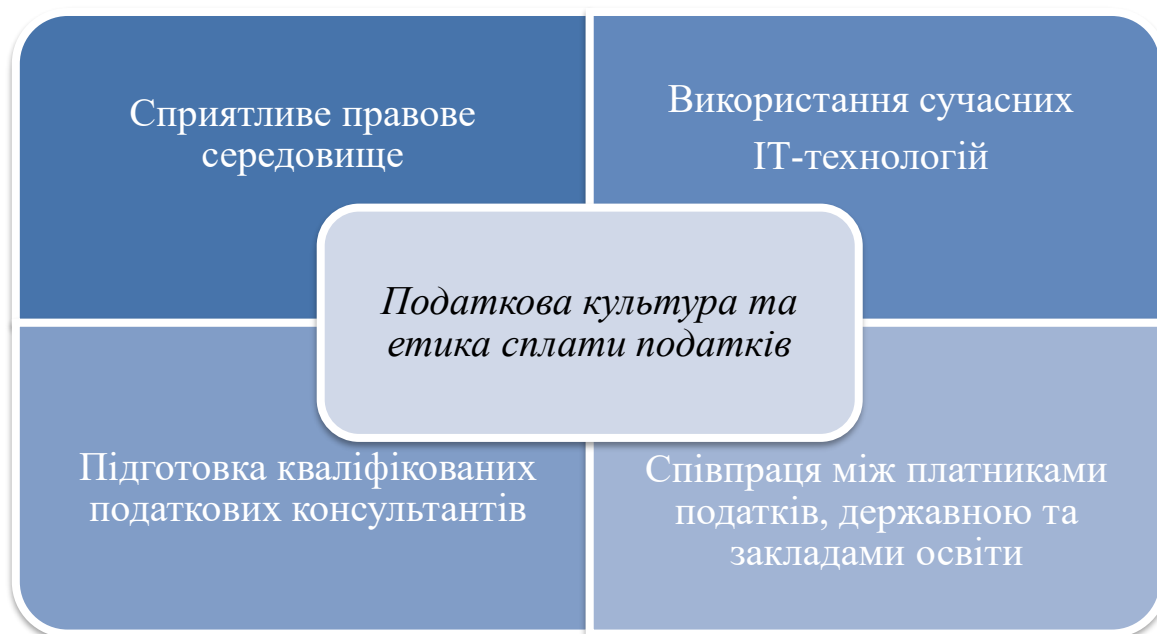 Сприятливе правове
середовище
Використання сучасних
ІТ-технологій
Податкова культура та
етика сплати податків
Підготовка кваліфікованих
податкових консультантів
Співпраця між платниками
податків, державною та
закладами освіти